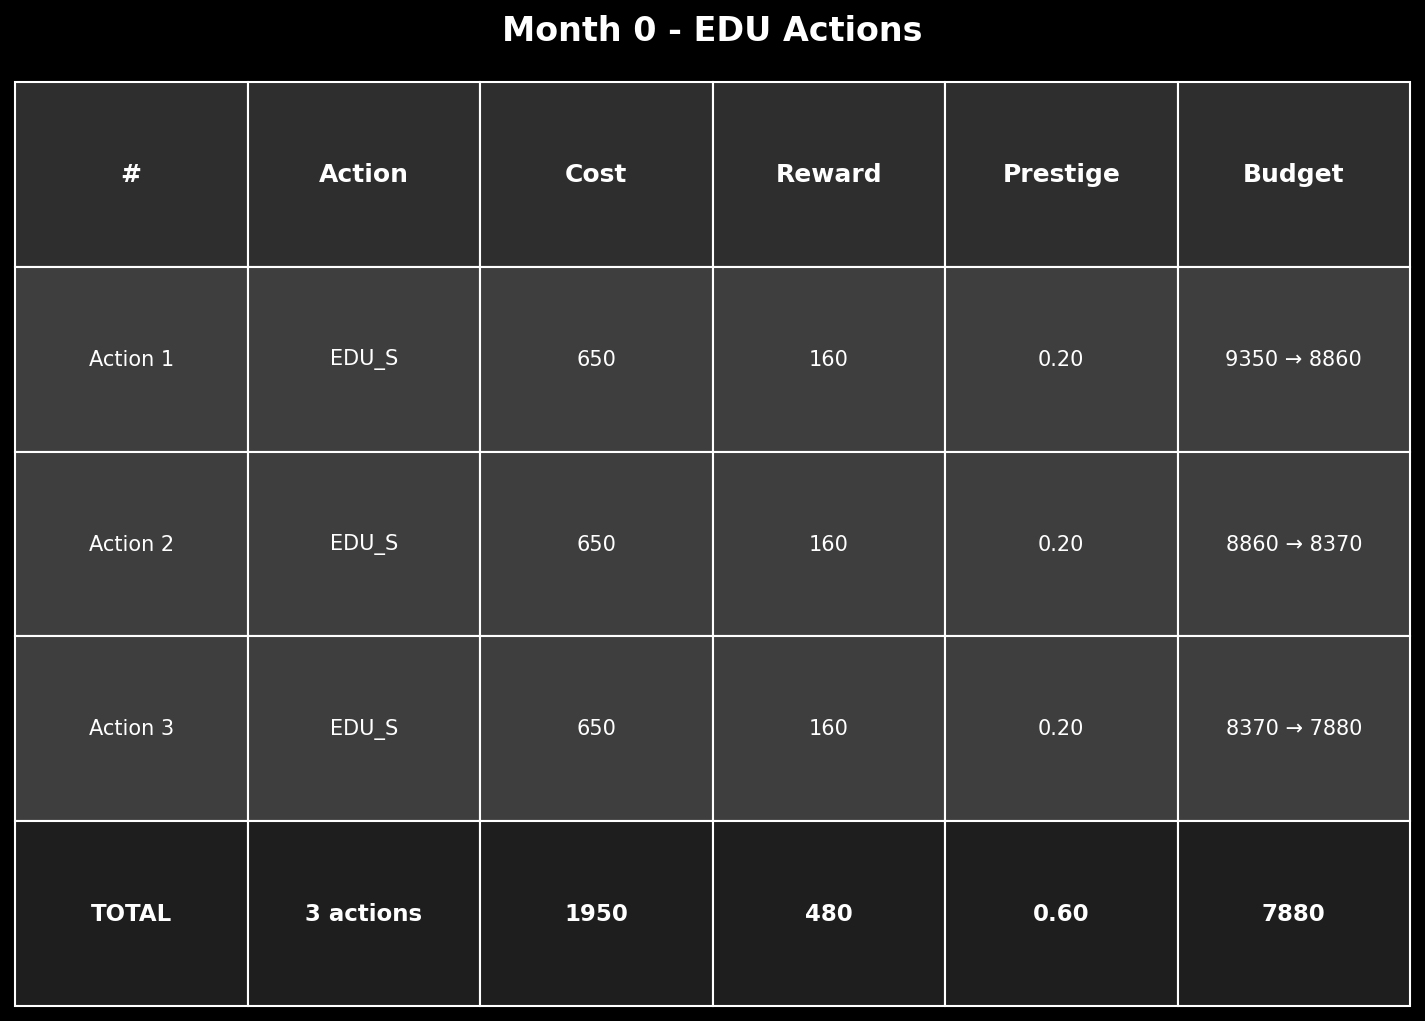 Month 0 - EDU Actions
# Action Cost Reward Prestige Budget
Action 1 EDU_S 650 160 0.20 9350 → 8860
Action 2 EDU_S 650 160 0.20 8860 → 8370
Action 3 EDU_S 650 160 0.20 8370 → 7880
TOTAL 3 actions 1950 480 0.60 7880